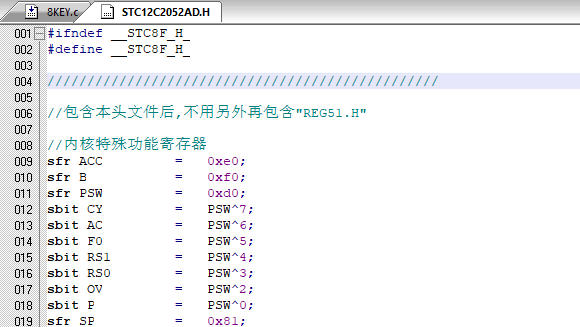 8KEY.c STC12C2052AD.H
001 #ifndef __STC8F_H_
002 #define __STC8F_H_
003
004 /////////////////////////////////////////////////
005
006 //包含本头文件后,不用另外再包含"REG51.H"
007
008 //内核特殊功能寄存器
009 sfr ACC = 0xe0;
010 sfr B = 0xf0;
011 sfr PSW = 0xd0;
012 sbit CY = PSW^7;
013 sbit AC = PSW^6;
014 sbit F0 = PSW^5;
015 sbit RS1 = PSW^4;
016 sbit RS0 = PSW^3;
017 sbit OV = PSW^2;
018 sbit P = PSW^0;
019 sfr SP = 0x81;